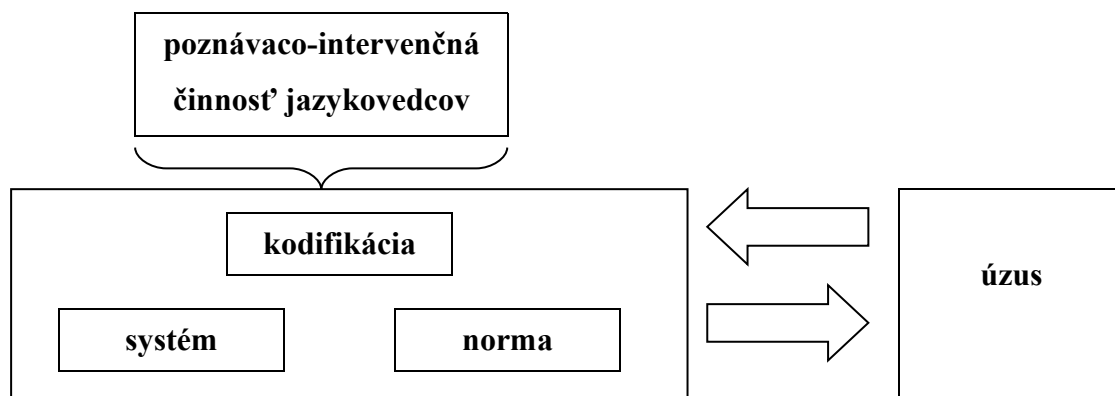 poznávaco-intervenčná
činnosť jazykovedcov
kodifikácia
úzus
systém
norma